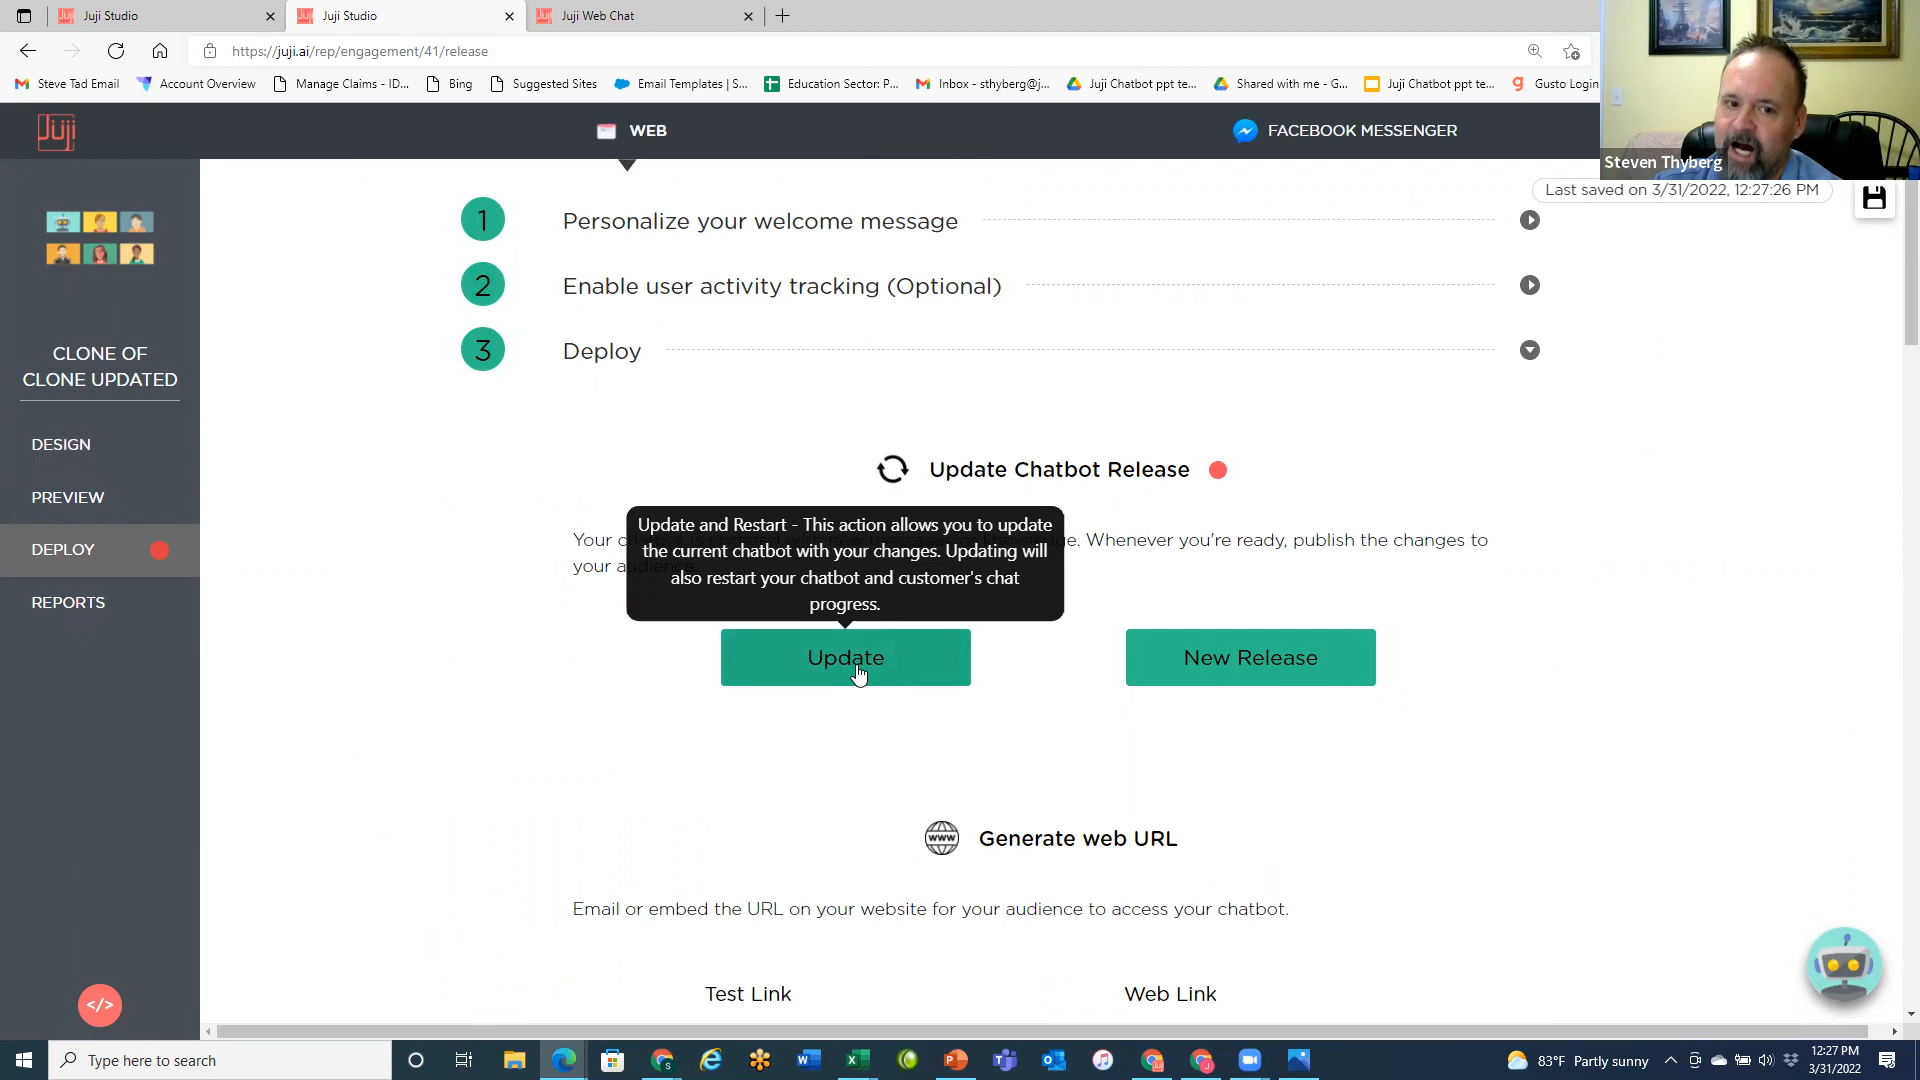 Juji Studio
Juji Studio
Juji Web Chat
https://juji.ai/rep/engagement/41/release
Steve Tad Email
Account Overview
Manage Claims - ID...
Bing
Suggested Sites
Email Templates | S...
Education Sector: P...
Inbox - sthyberg@j...
Juji Chatbot ppt te...
Shared with me - G...
Juji Chatbot ppt te...
Gusto Login
Juji
WEB
FACEBOOK MESSENGER
Steven Thyberg
Last saved on 3/31/2022, 12:27:26 PM
1 Personalize your welcome message
2 Enable user activity tracking (Optional)
3 Deploy
CLONE OF
CLONE UPDATED
DESIGN
PREVIEW
DEPLOY
REPORTS
</>
Update Chatbot Release
Update and Restart - This action allows you to update
the current chatbot with your changes. Updating will
also restart your chatbot and customer's chat
progress.
Your
Whenever you're ready, publish the changes to
your
Update
New Release
www
Generate web URL
Email or embed the URL on your website for your audience to access your chatbot.
Test Link
Web Link
Type here to search
83°F Partly sunny
12:27 PM
3/31/2022